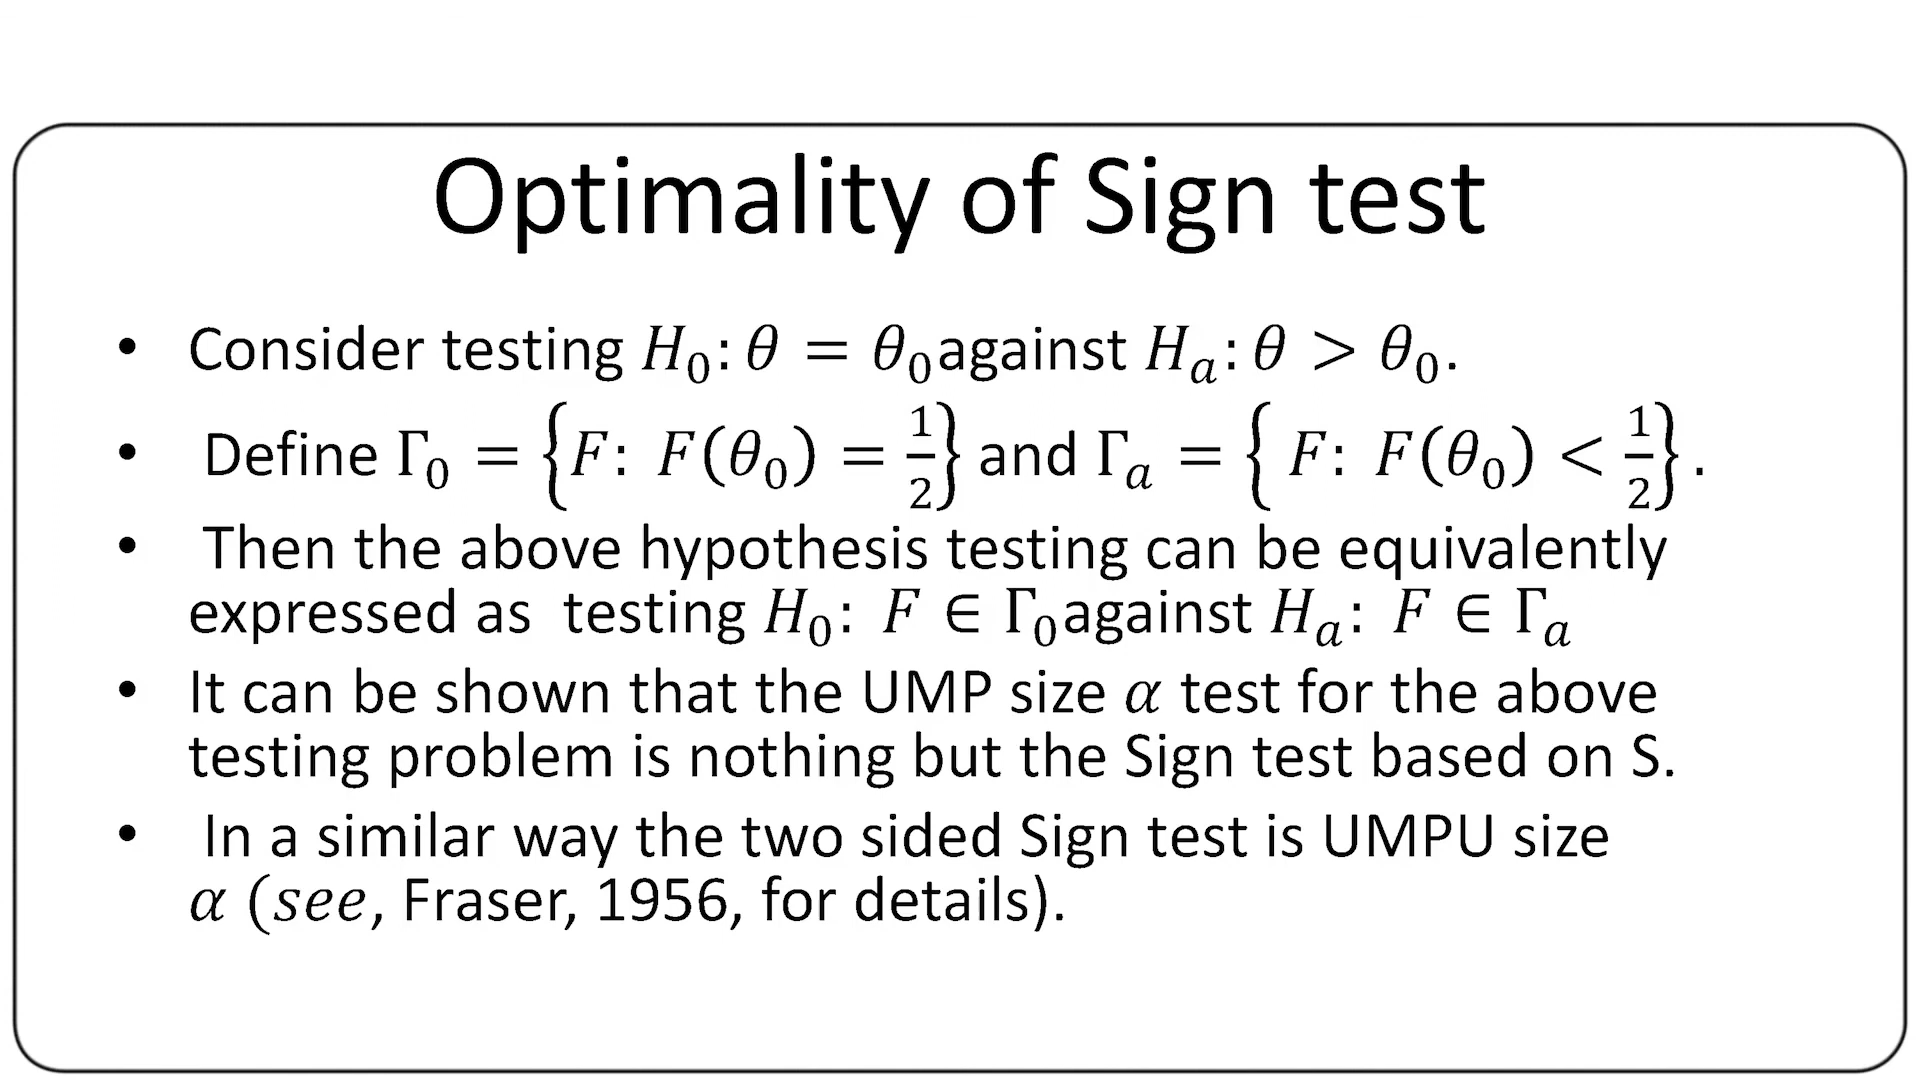 Optimality of Sign test
• Consider testing H₀: θ = θ₀against Hₐ: θ > θ₀.
• Define Γ₀ = {F: F(θ₀) = 1/2} and Γₐ = { F: F(θ₀) < 1/2}.
• Then the above hypothesis testing can be equivalently
expressed as testing H₀: F ∈ Γ₀against Hₐ: F ∈ Γₐ
• It can be shown that the UMP size α test for the above
testing problem is nothing but the Sign test based on S.
• In a similar way the two sided Sign test is UMPU size
α (see, Fraser, 1956, for details).